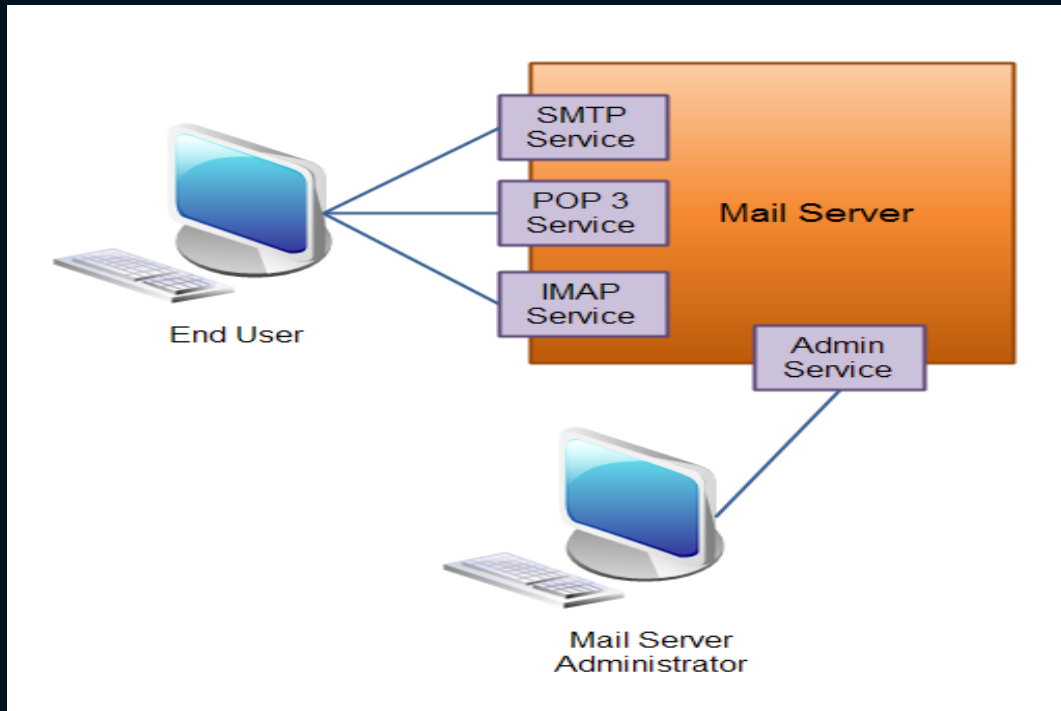 SMTP
Service
POP 3
Service
Mail Server
IMAP
Service
End User
Admin
Service
Mail Server
Administrator